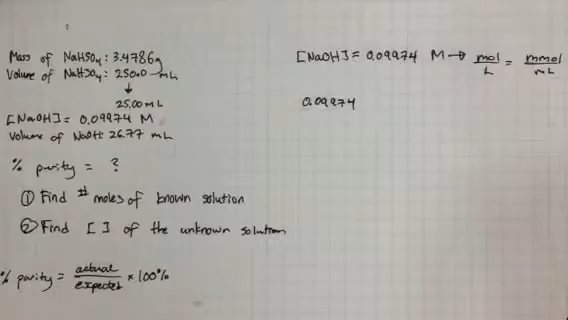 Mass of NaHSO4: 3.4786g
Volume of NaHSO4: 250.0 mL
↓
25.00 mL
[NaOH] = 0.09974 M
Volume of NaOH: 26.77 mL
% purity = ?
① Find # moles of known solution
② Find [ ] of the unknown solution
% purity = actual/expected × 100%
[NaOH] = 0.09974 M → mol/L = mmol/mL
0.09974